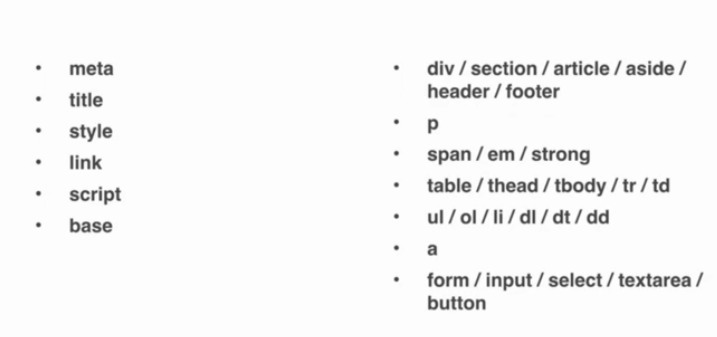 • meta
• title
• style
• link
• script
• base
• div / section / article / aside /
header / footer
• p
• span / em / strong
• table / thead / tbody / tr / td
• ul / ol / li / dl / dt / dd
• a
• form / input / select / textarea /
button